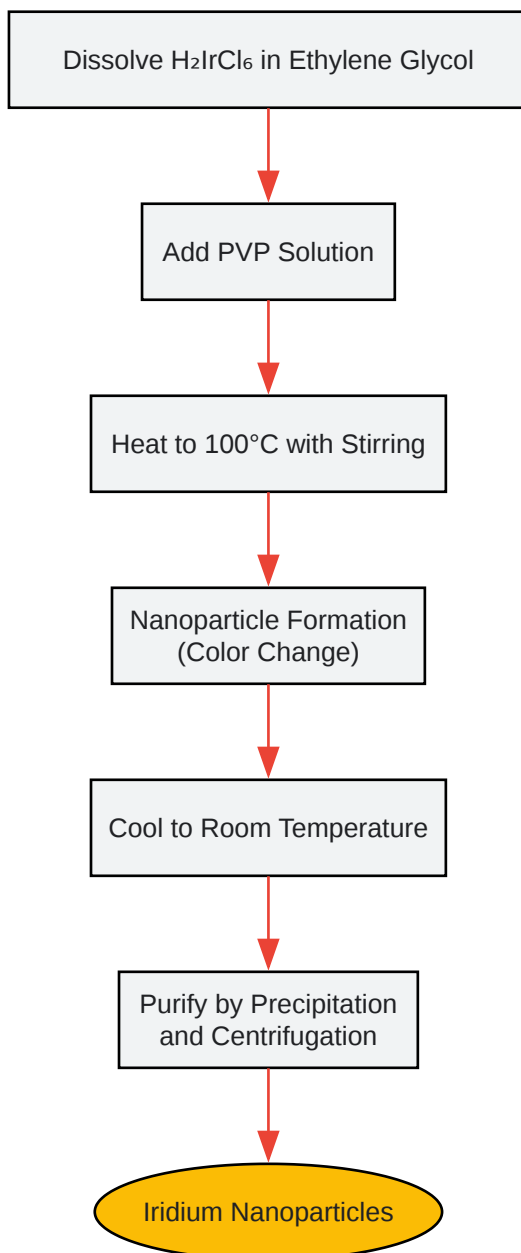 Dissolve H₂IrCl₆ in Ethylene Glycol
Add PVP Solution
Heat to 100°C with Stirring
Nanoparticle Formation
(Color Change)
Cool to Room Temperature
Purify by Precipitation
and Centrifugation
Iridium Nanoparticles